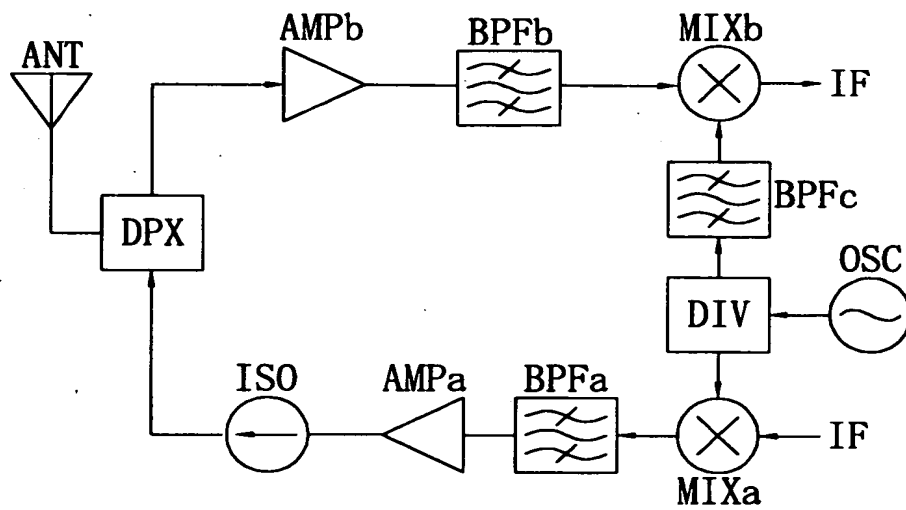 AMPb
BPFb
MIXb
ANT
IF
BPFc
DPX
OSC
DIV
ISO
AMPa
BPFa
IF
MIXa